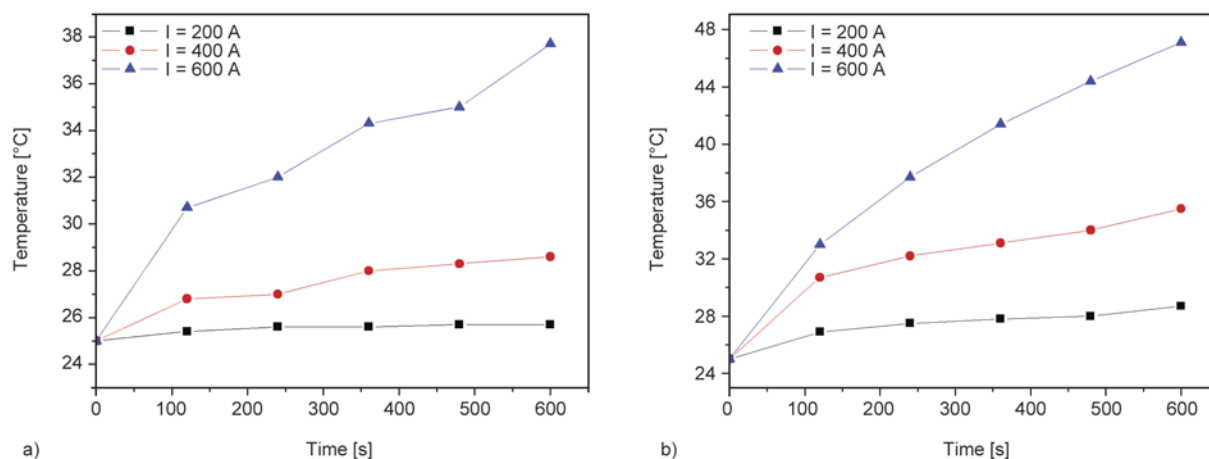 I = 200 A
I = 400 A
I = 600 A
Temperature [°C]
38
36
34
32
30
28
26
24
0 100 200 300 400 500 600
Time [s]
a)
I = 200 A
I = 400 A
I = 600 A
Temperature [°C]
48
44
40
36
32
28
24
0 100 200 300 400 500 600
Time [s]
b)